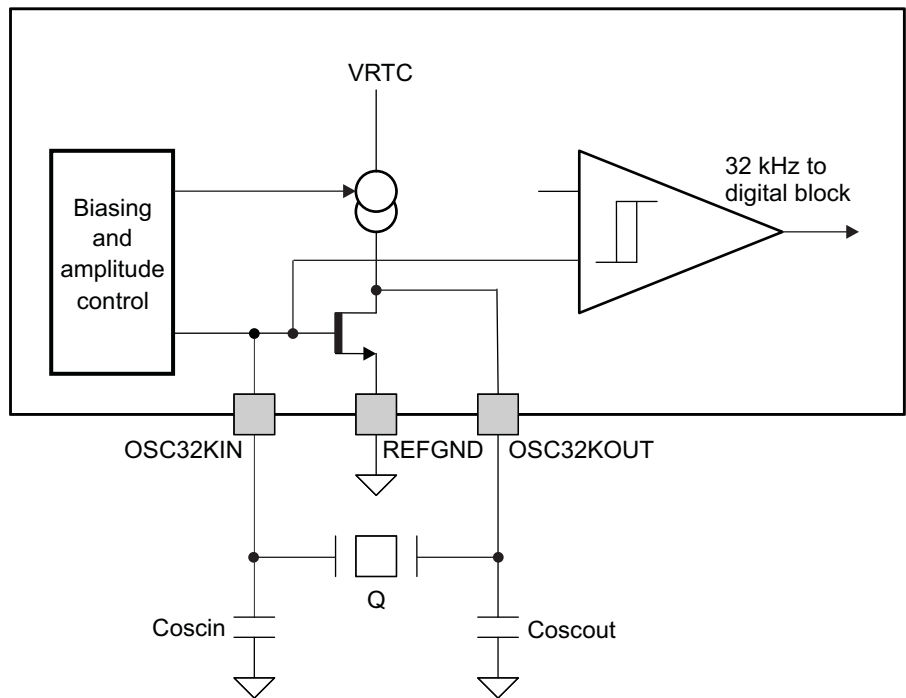 VRTC
32 kHz to
digital block
Biasing
and
amplitude
control
OSC32KIN
REFGND
OSC32KOUT
Q
Coscin
Coscout